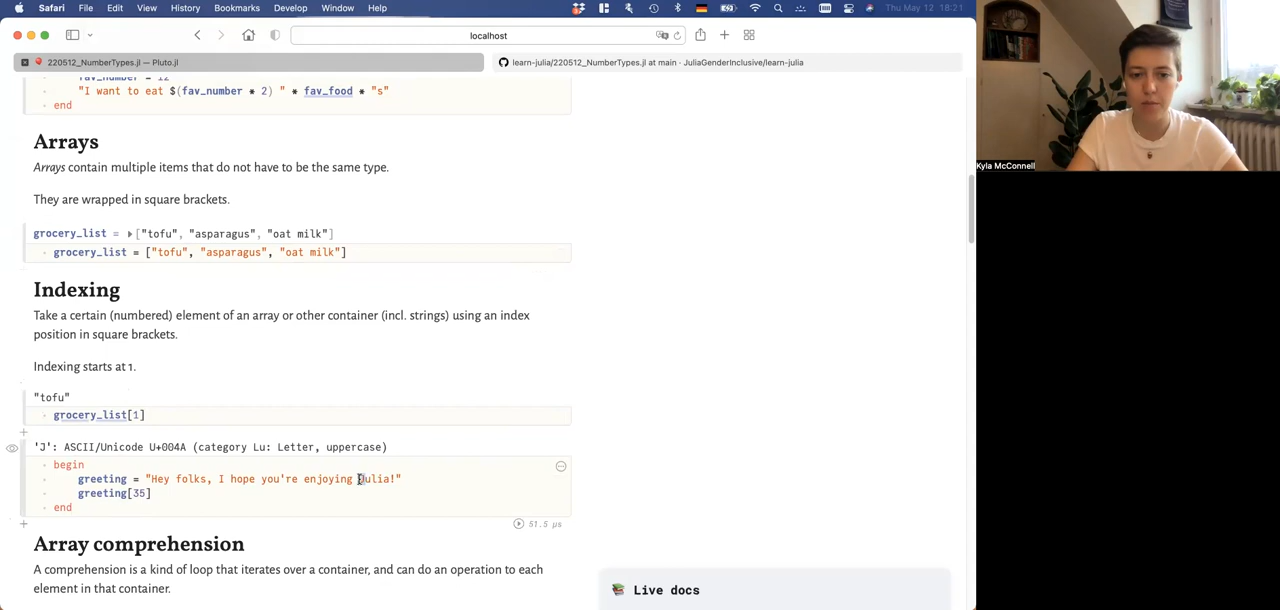 Safari File Edit View History Bookmarks Develop Window Help Thu May 12 18:21
localhost
220512_NumberTypes.jl — Pluto.jl
learn-julia/220512_NumberTypes.jl at main · JuliaGenderInclusive/learn-julia
fav_number = 12
"I want to eat $(fav_number * 2) " * fav_food * "s"
end
Arrays
Arrays contain multiple items that do not have to be the same type.
They are wrapped in square brackets.
grocery_list = ["tofu", "asparagus", "oat milk"]
grocery_list = ["tofu", "asparagus", "oat milk"]
Indexing
Take a certain (numbered) element of an array or other container (incl. strings) using an index
position in square brackets.
Indexing starts at 1.
"tofu"
grocery_list[1]
'J': ASCII/Unicode U+004A (category Lu: Letter, uppercase)
begin
greeting = "Hey folks, I hope you're enjoying Julia!"
greeting[35]
end
51.5 μs
Array comprehension
A comprehension is a kind of loop that iterates over a container, and can do an operation to each
element in that container.
Live docs
Kyla McConnell